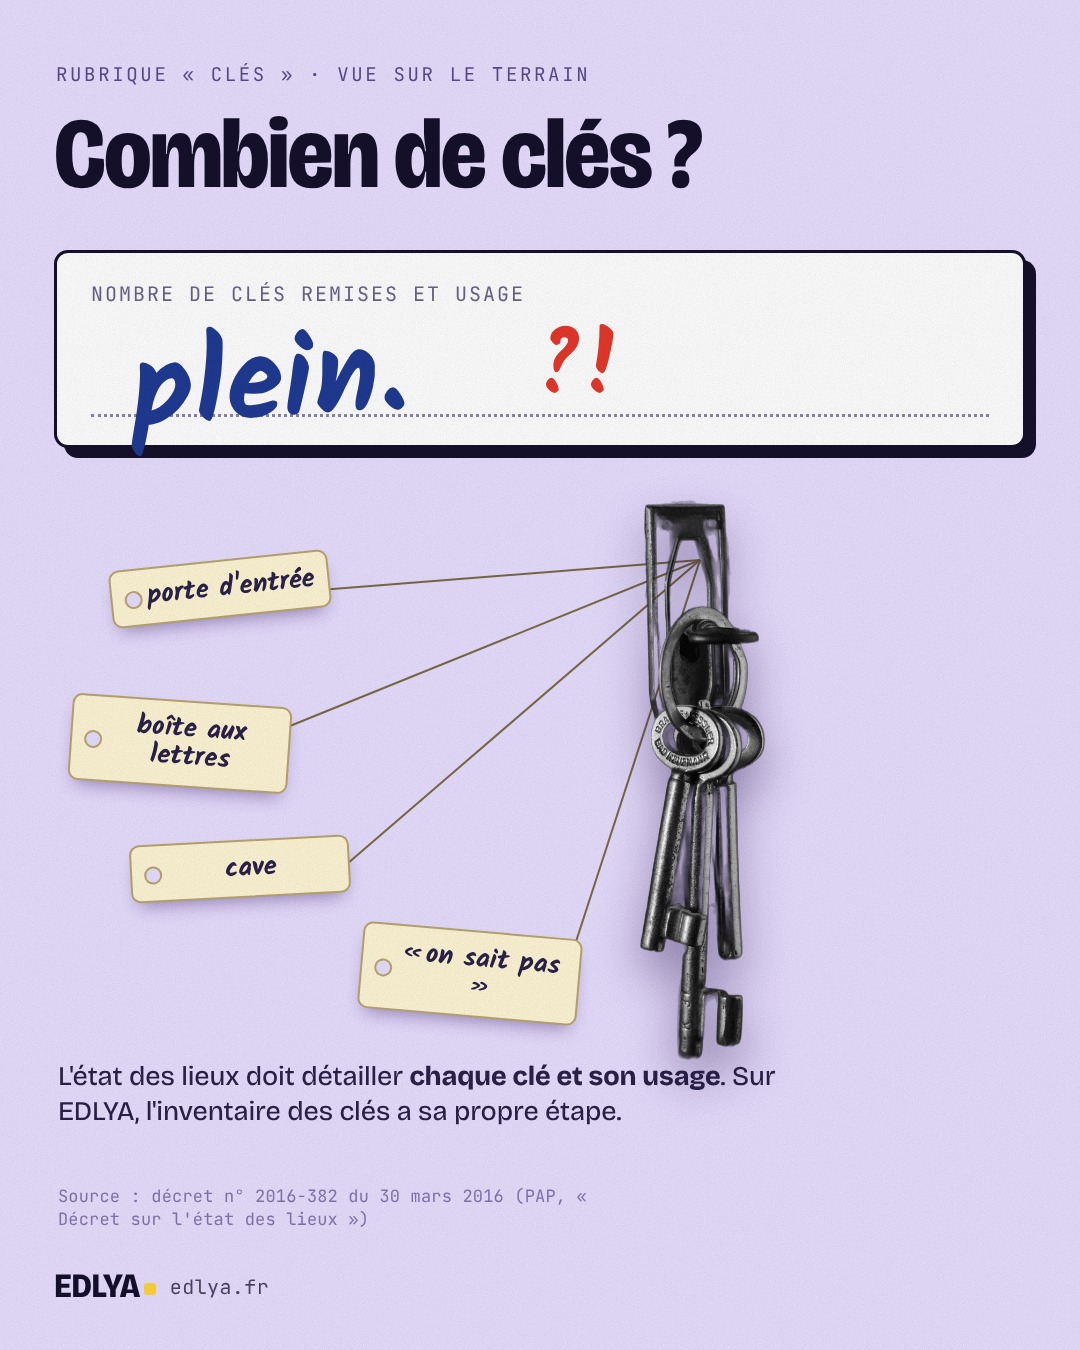 RUBRIQUE « CLÉS » · VUE SUR LE TERRAIN
Combien de clés ?
NOMBRE DE CLÉS REMISES ET USAGE
plein. ?!
porte d'entrée
boîte aux
lettres
cave
« on sait pas
»
L'état des lieux doit détailler chaque clé et son usage. Sur
EDLYA, l'inventaire des clés a sa propre étape.
Source : décret n° 2016-382 du 30 mars 2016 (PAP, «
Décret sur l'état des lieux »)
EDLYA edlya.fr